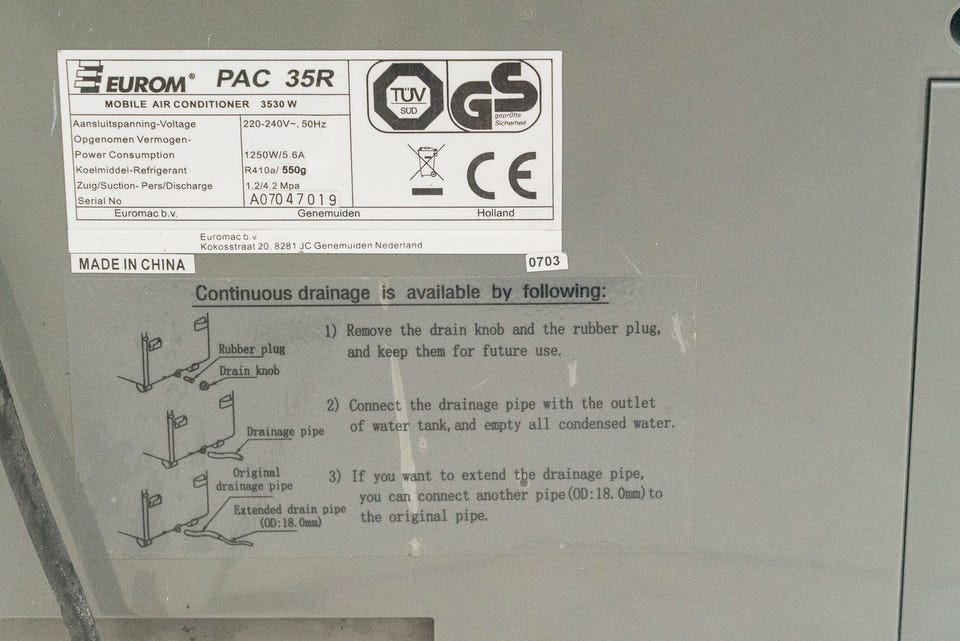 EUROM® PAC 35R
MOBILE AIR CONDITIONER 3530 W
Aansluitspanning-Voltage 220-240V~, 50Hz
Opgenomen Vermogen-
Power Consumption 1250W/5.6A
Koelmiddel-Refrigerant R410a/ 550g
Zuig/Suction- Pers/Discharge 1.2/4.2 Mpa
Serial No A07047019
Euromac b.v. Genemuiden Holland
TÜV
SÜD
GS
geprüfte
Sicherheit
CE
Euromac b.v
Kokosstraat 20, 8281 JC Genemuiden Nederland
MADE IN CHINA
0703
Continuous drainage is available by following:
Rubber plug
Drain knob
1) Remove the drain knob and the rubber plug,
and keep them for future use.
Drainage pipe
2) Connect the drainage pipe with the outlet
of water tank, and empty all condensed water.
Original
drainage pipe
Extended drain pipe
(OD:18.0mm)
3) If you want to extend the drainage pipe,
you can connect another pipe(OD:18.0mm)to
the original pipe.